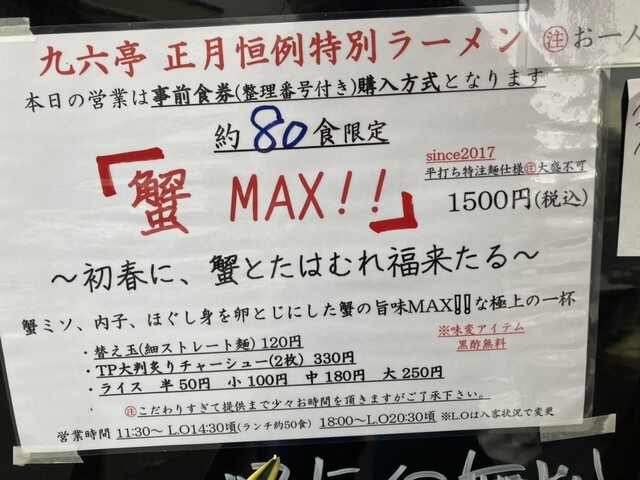 九六亭 正月恒例特別ラーメン ㊟お一人
本日の営業は事前食券(整理番号付き)購入方式となります
約80食限定
since2017
平打ち特注麺仕様㊟大盛不可
「蟹 MAX!!」
1500円(税込)
～初春に、蟹とたはむれ福来たる～
蟹ミソ、内子、ほぐし身を卵とじにした蟹の旨味MAX!!な極上の一杯
・替え玉(細ストレート麺) 120円
・TP大判炙りチャーシュー(2枚) 330円
・ライス 半50円 小100円 中180円 大250円
※味変アイテム
黒酢無料
㊟こだわりすぎて提供まで少々お時間を頂きますがご了承下さい。
営業時間 11:30～ L.O14:30頃(ランチ約50食) 18:00～L.O20:30頃 ※L.Oは入客状況で変更